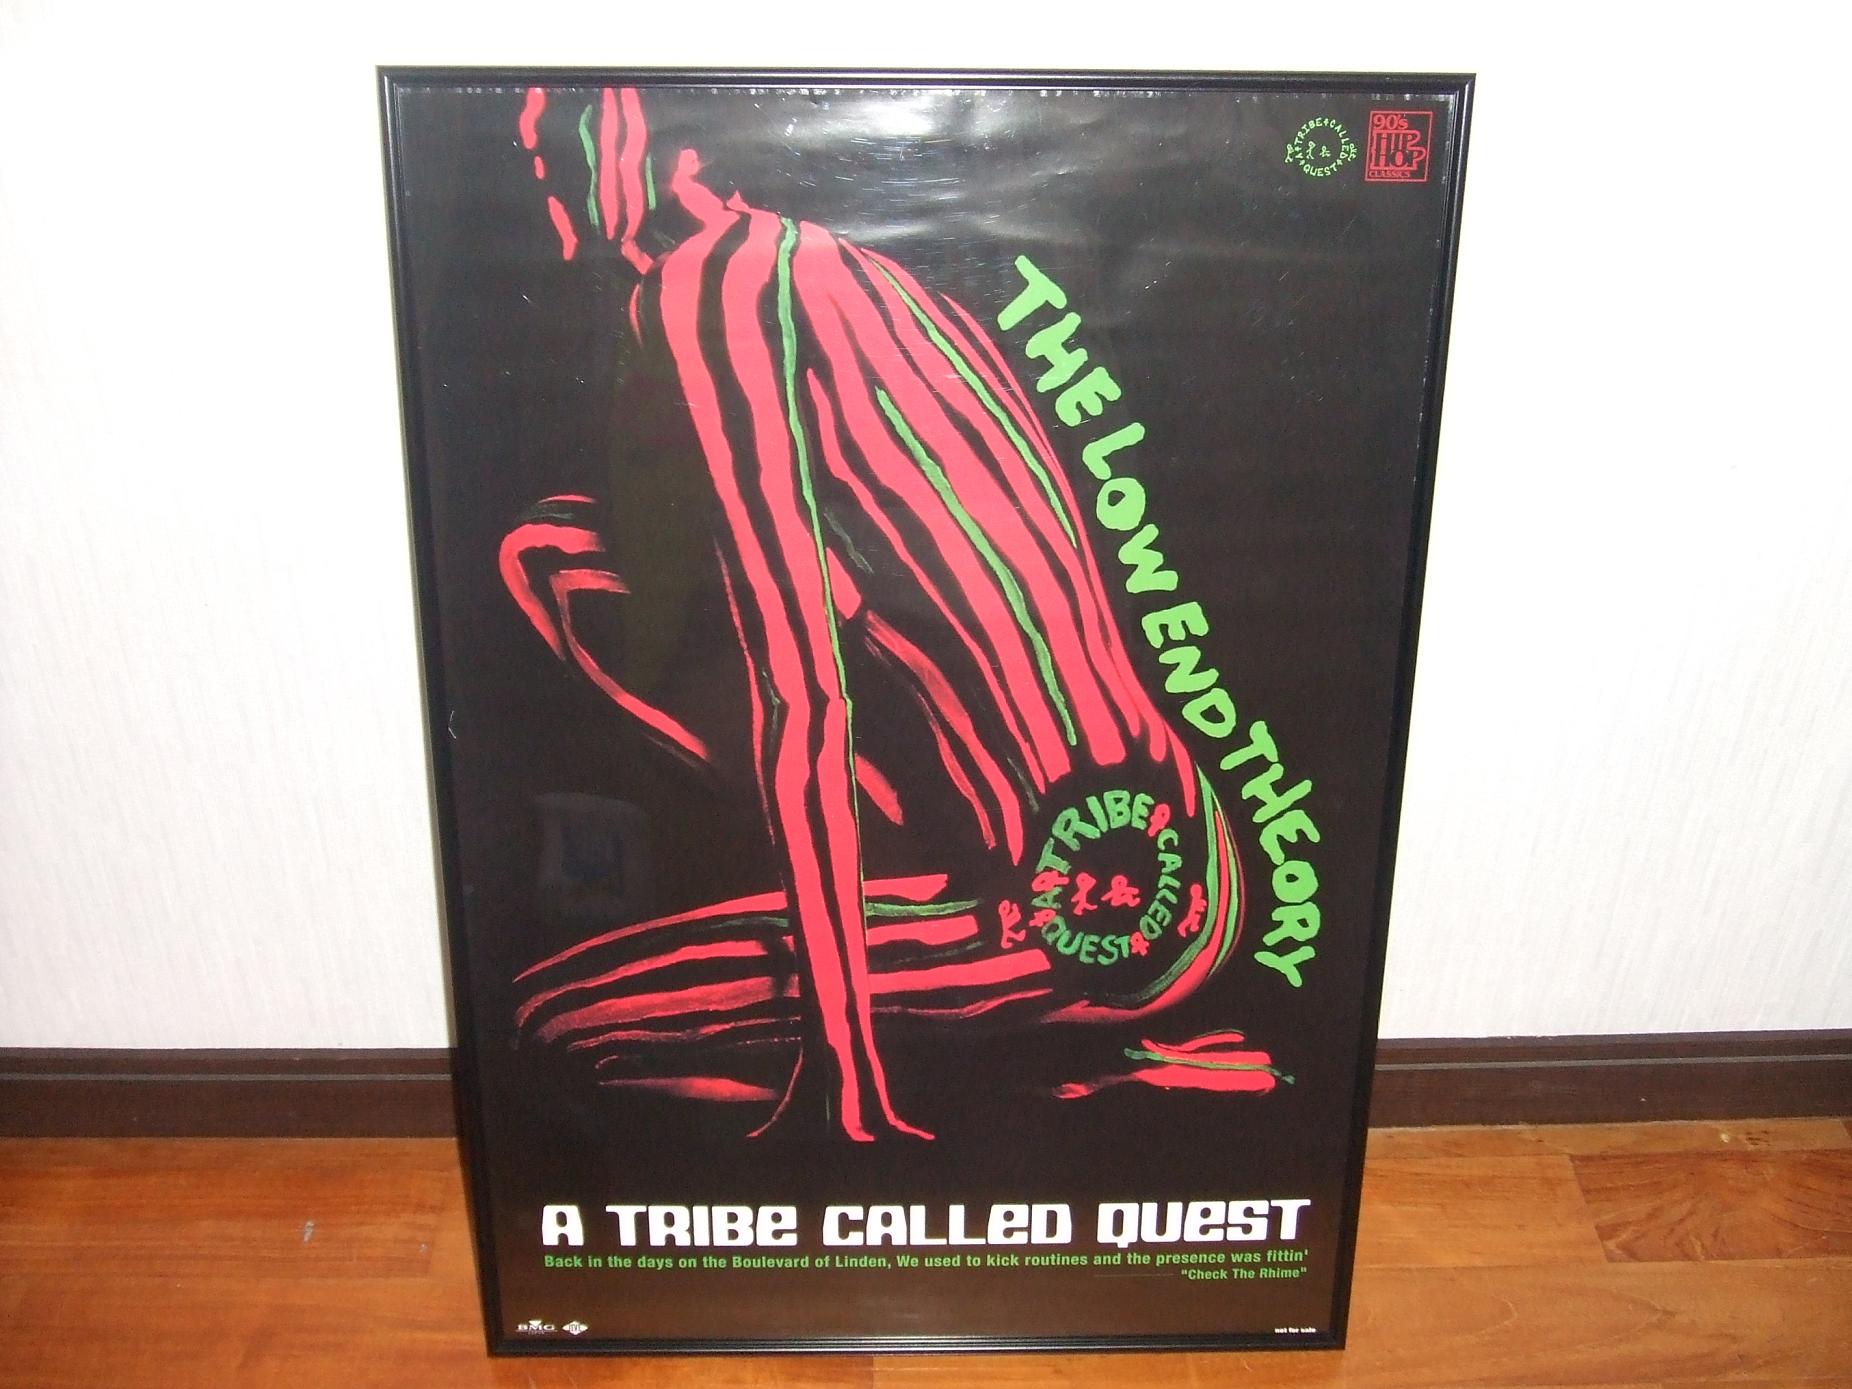 A TRIBE CALLED QUEST
90's
HIP
HOP
CLASSICS
THE LOW END THEORY
A TRIBE CALLED QUEST
A TRIBE CALLED QUEST
Back in the days on the Boulevard of Linden, We used to kick routines and the presence was fittin'
"Check The Rhime"
BMG
JIVE
not for sale